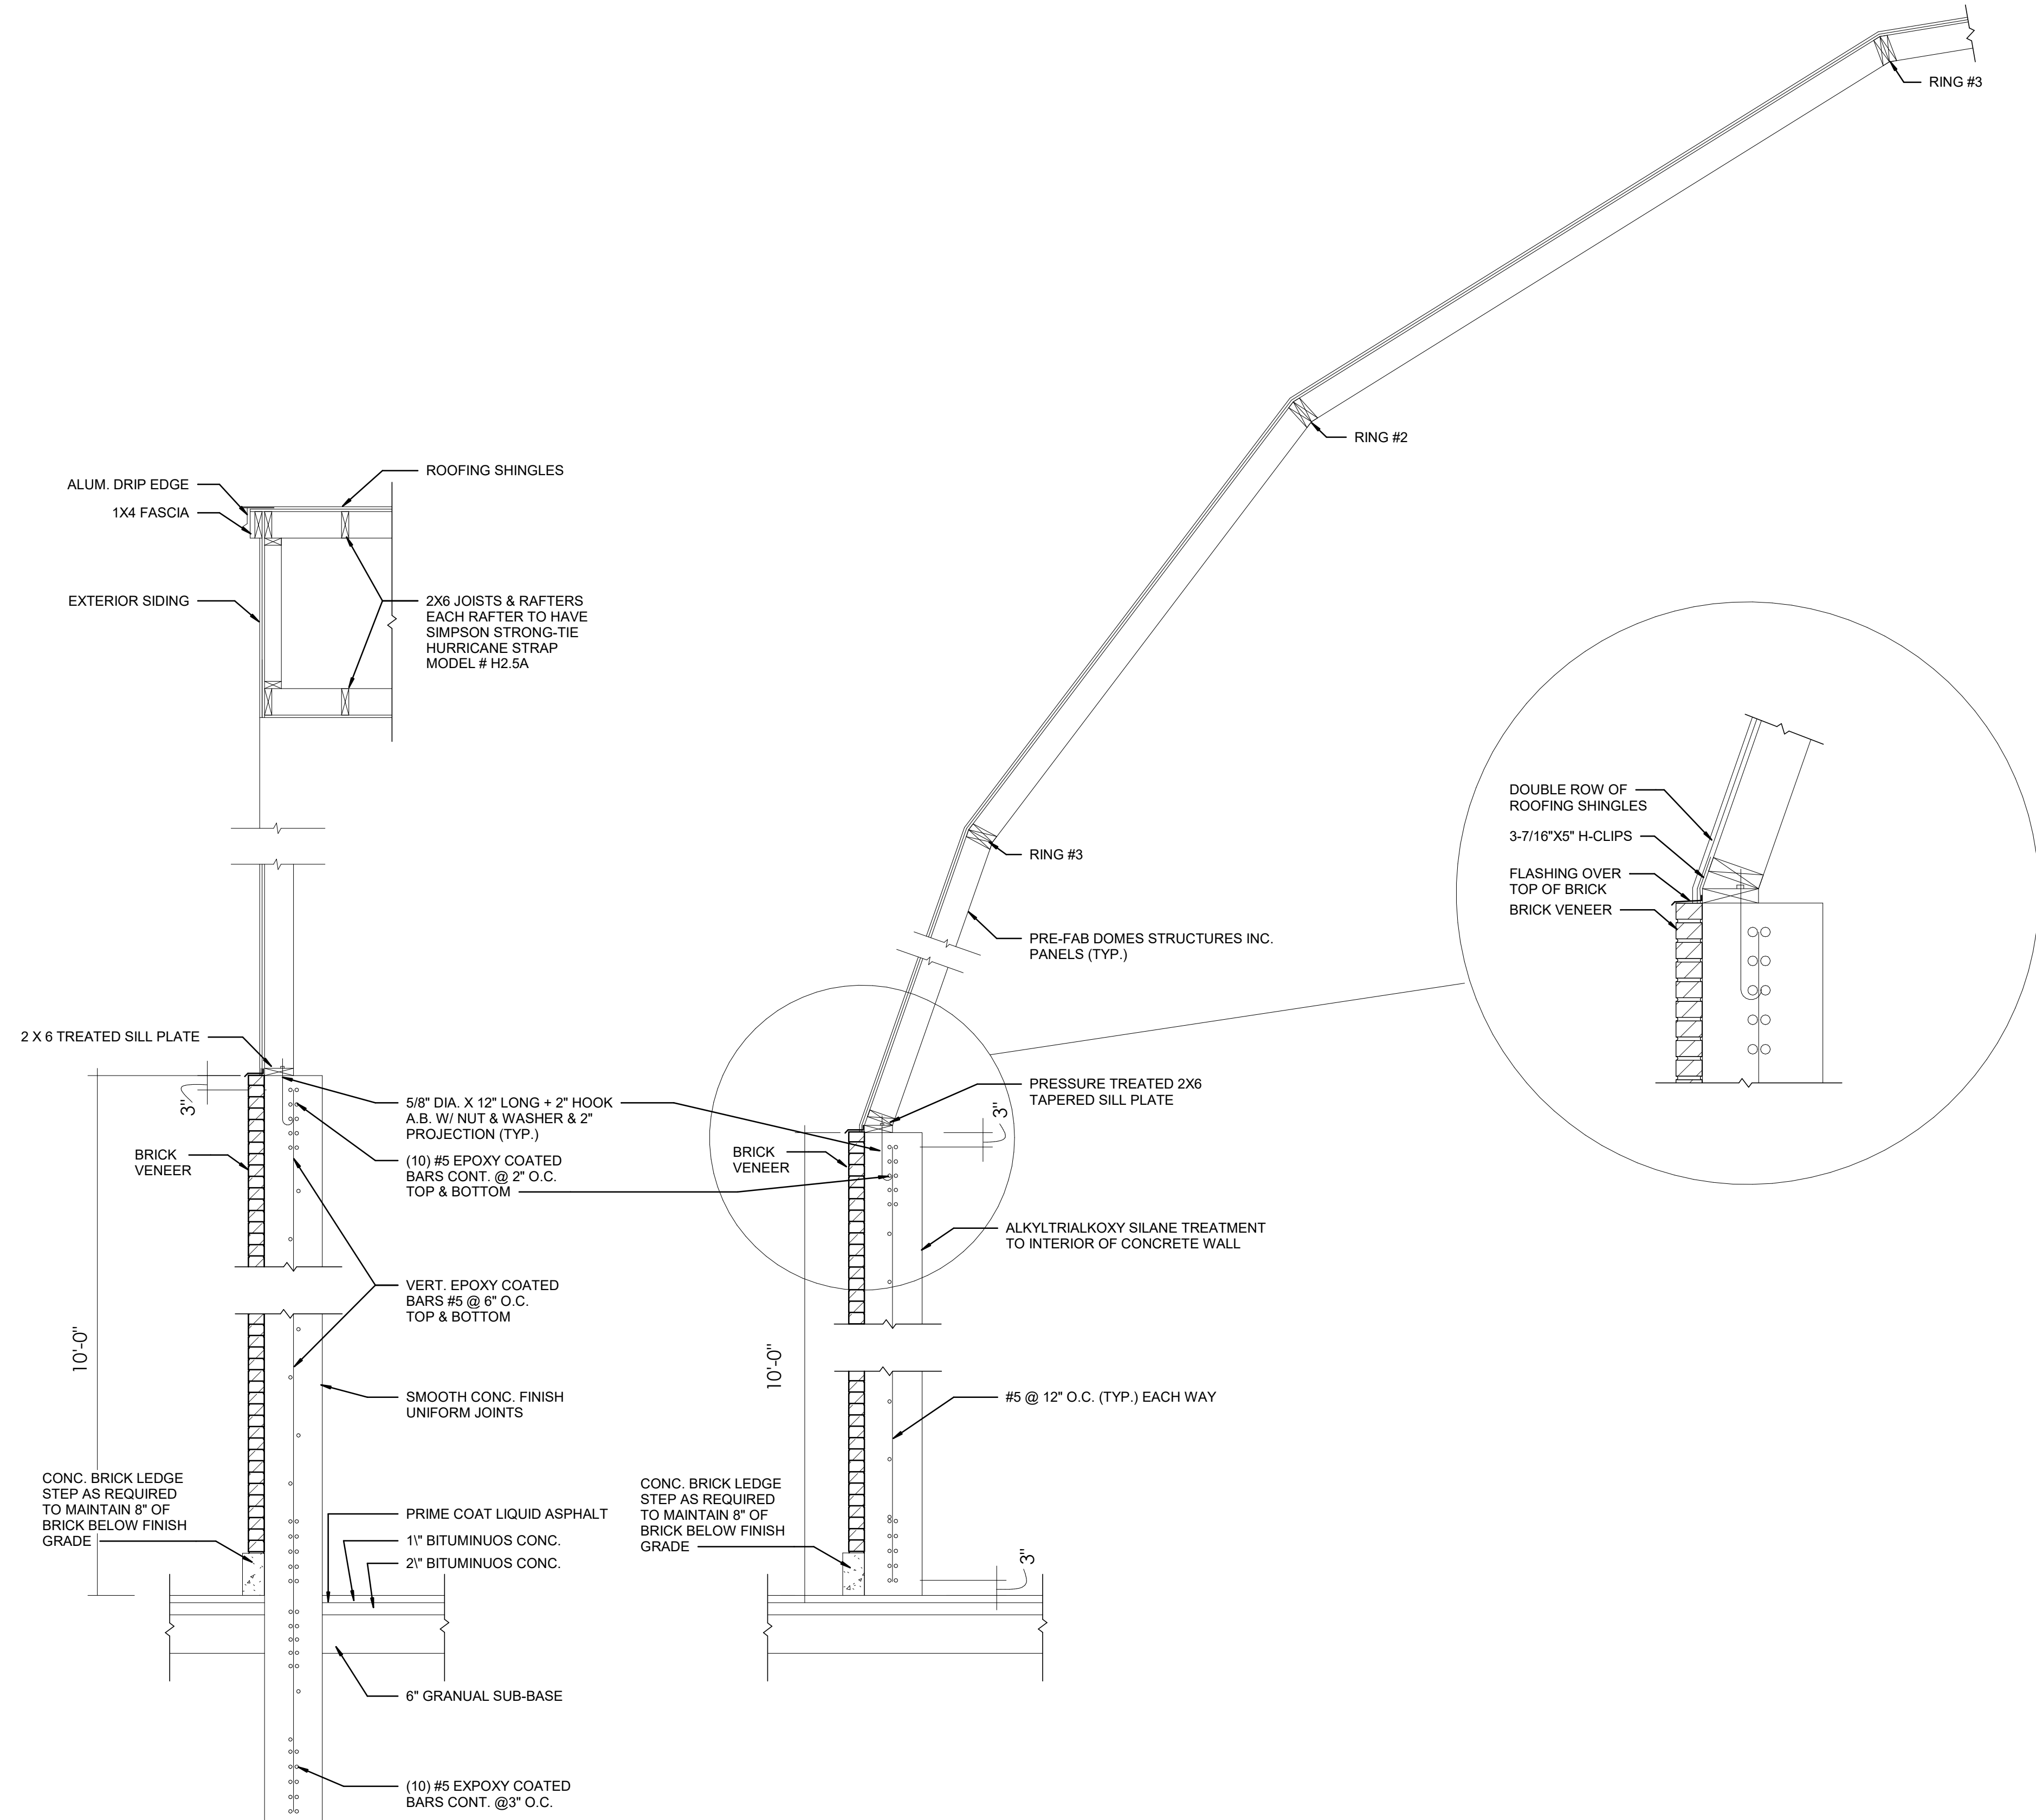 RING #3
RING #2
ROOFING SHINGLES
ALUM. DRIP EDGE
1X4 FASCIA
EXTERIOR SIDING
2X6 JOISTS & RAFTERS
EACH RAFTER TO HAVE
SIMPSON STRONG-TIE
HURRICANE STRAP
MODEL # H2.5A
DOUBLE ROW OF
ROOFING SHINGLES
3-7/16"X5" H-CLIPS
FLASHING OVER
TOP OF BRICK
BRICK VENEER
RING #3
PRE-FAB DOMES STRUCTURES INC.
PANELS (TYP.)
2 X 6 TREATED SILL PLATE
3"
5/8" DIA. X 12" LONG + 2" HOOK
A.B. W/ NUT & WASHER & 2"
PROJECTION (TYP.)
PRESSURE TREATED 2X6
TAPERED SILL PLATE
3"
BRICK
VENEER
(10) #5 EPOXY COATED
BARS CONT. @ 2" O.C.
TOP & BOTTOM
BRICK
VENEER
ALKYLTRIALKOXY SILANE TREATMENT
TO INTERIOR OF CONCRETE WALL
VERT. EPOXY COATED
BARS #5 @ 6" O.C.
TOP & BOTTOM
10'-0"
10'-0"
SMOOTH CONC. FINISH
UNIFORM JOINTS
#5 @ 12" O.C. (TYP.) EACH WAY
CONC. BRICK LEDGE
STEP AS REQUIRED
TO MAINTAIN 8" OF
BRICK BELOW FINISH
GRADE
PRIME COAT LIQUID ASPHALT
1\" BITUMINUOS CONC.
2\" BITUMINUOS CONC.
CONC. BRICK LEDGE
STEP AS REQUIRED
TO MAINTAIN 8" OF
BRICK BELOW FINISH
GRADE
3"
6" GRANUAL SUB-BASE
(10) #5 EXPOXY COATED
BARS CONT. @3" O.C.